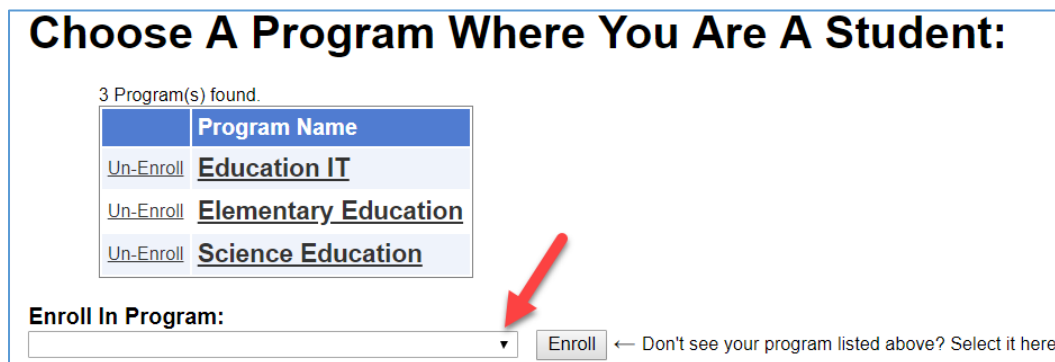 Choose A Program Where You Are A Student:
3 Program(s) found.
Program Name
Un-Enroll Education IT
Un-Enroll Elementary Education
Un-Enroll Science Education
Enroll In Program:
Enroll ← Don't see your program listed above? Select it here